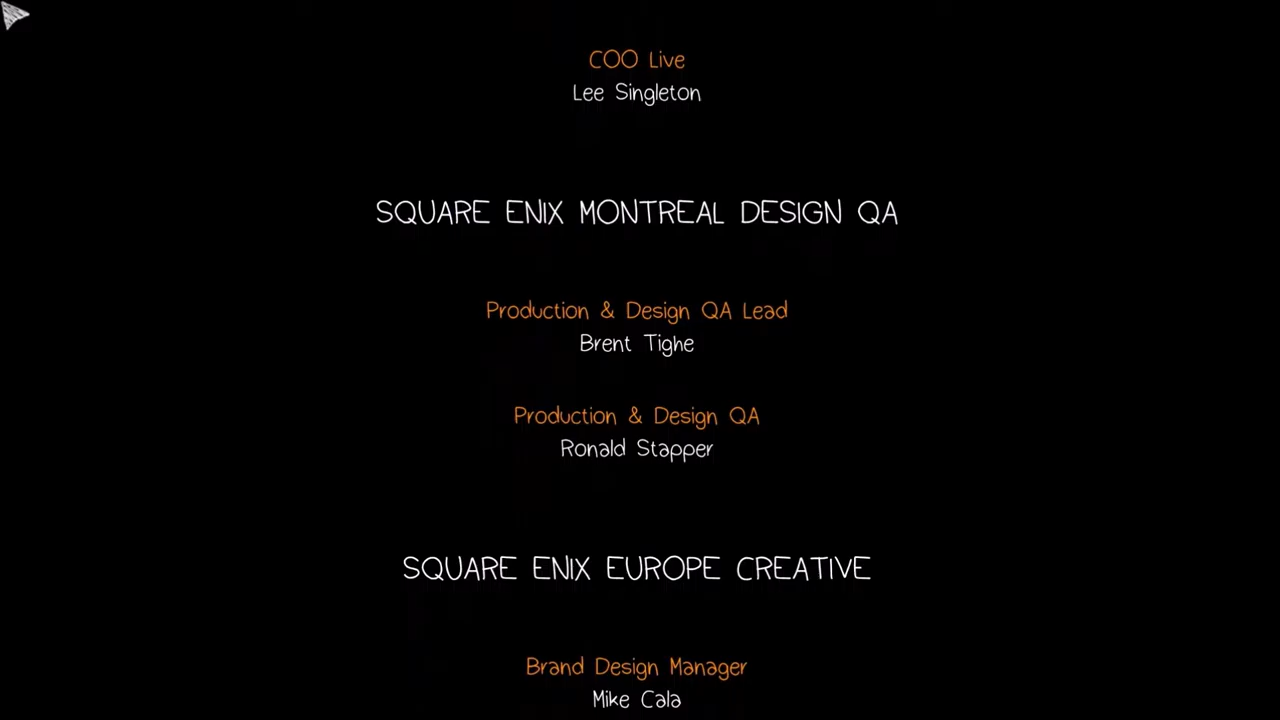 COO Live
Lee Singleton
SQUARE ENIX MONTREAL DESIGN QA
Production & Design QA Lead
Brent Tighe
Production & Design QA
Ronald Stapper
SQUARE ENIX EUROPE CREATIVE
Brand Design Manager
Mike Cala